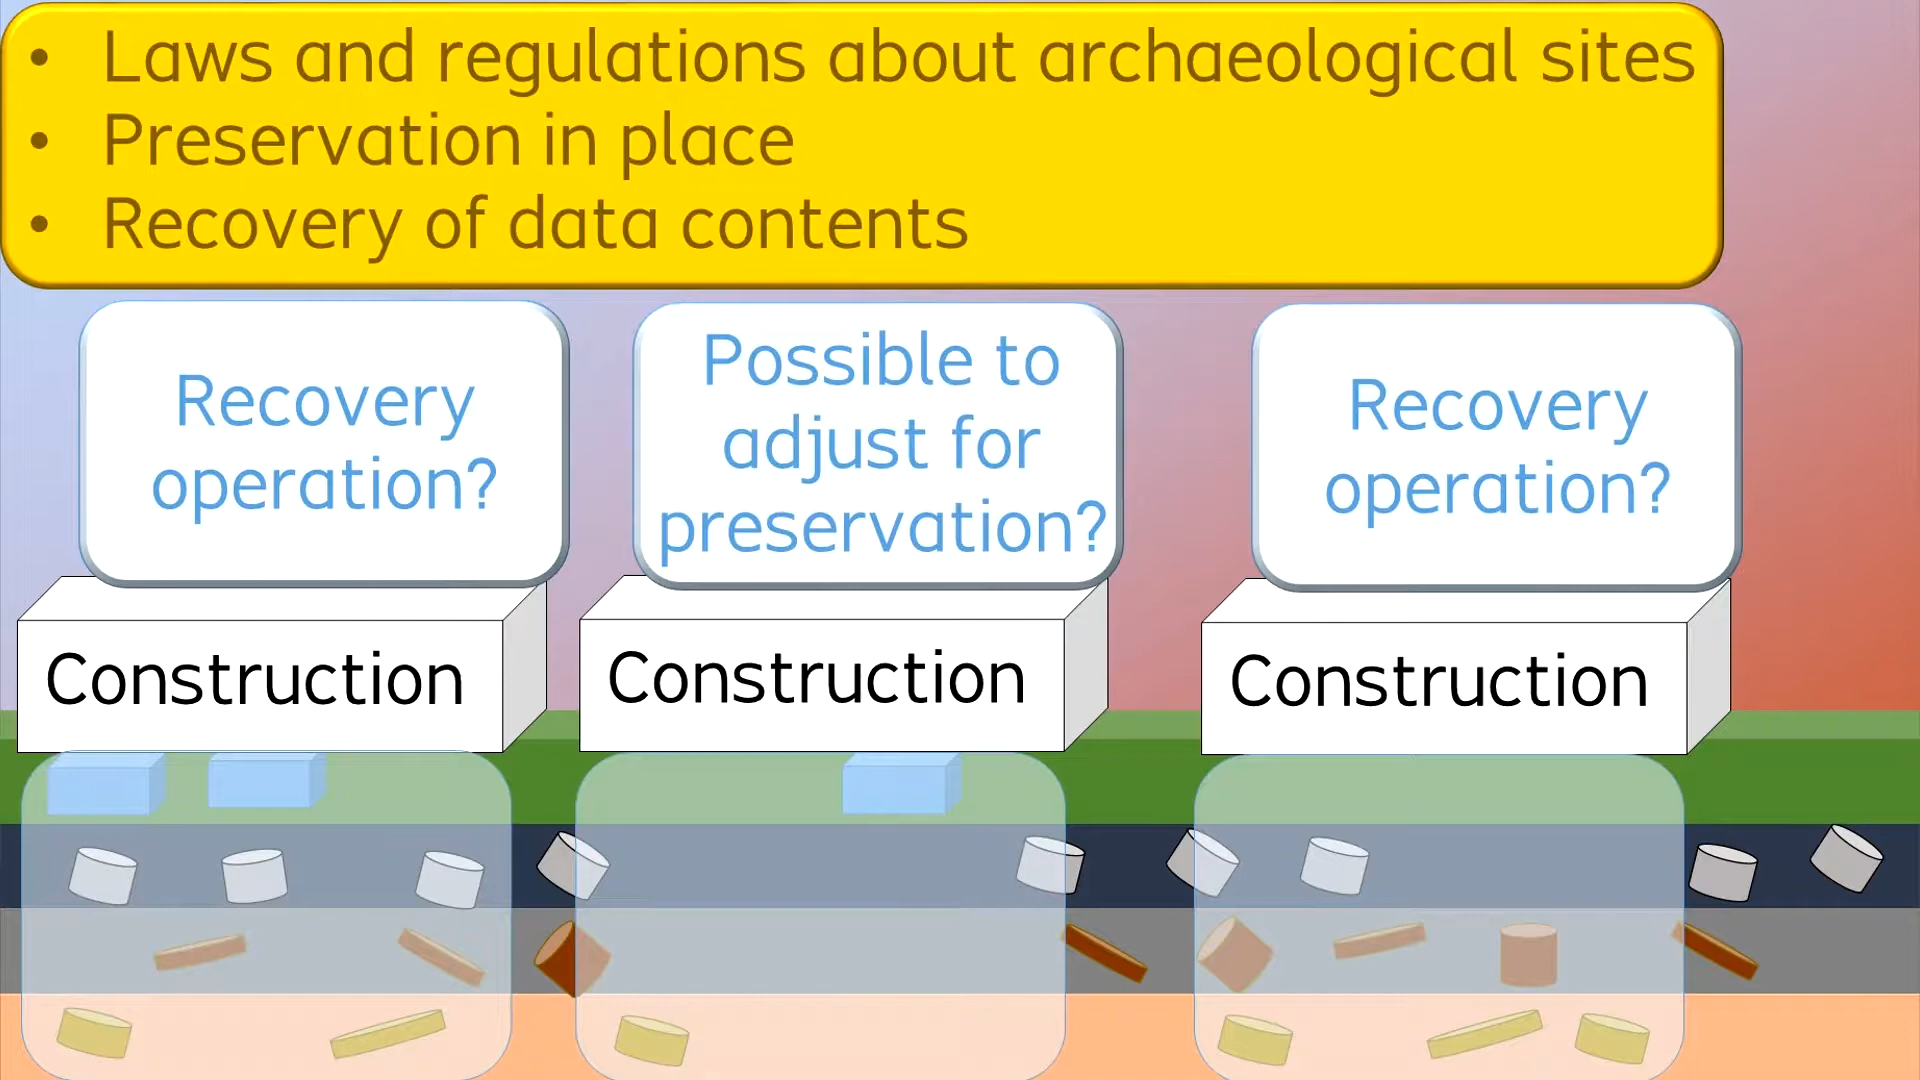 • Laws and regulations about archaeological sites
• Preservation in place
• Recovery of data contents
Recovery
operation?
Possible to
adjust for
preservation?
Recovery
operation?
Construction
Construction
Construction